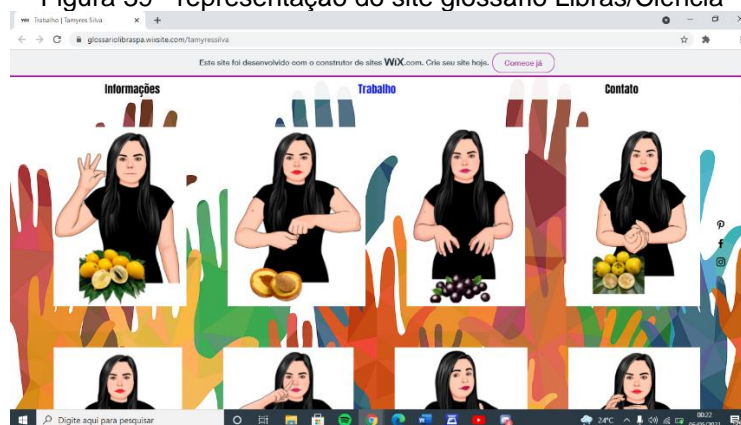 Figura 39 - representação do site glossário Libras/Ciência
Trabalho | Tamyres Silva
glossariolibraspa.wixsite.com/tamyressilva
Este site foi desenvolvido com o construtor de sites WiX.com. Crie seu site hoje. Comece já
Informações Trabalho Contato
Digite aqui para pesquisar
24°C
00:22